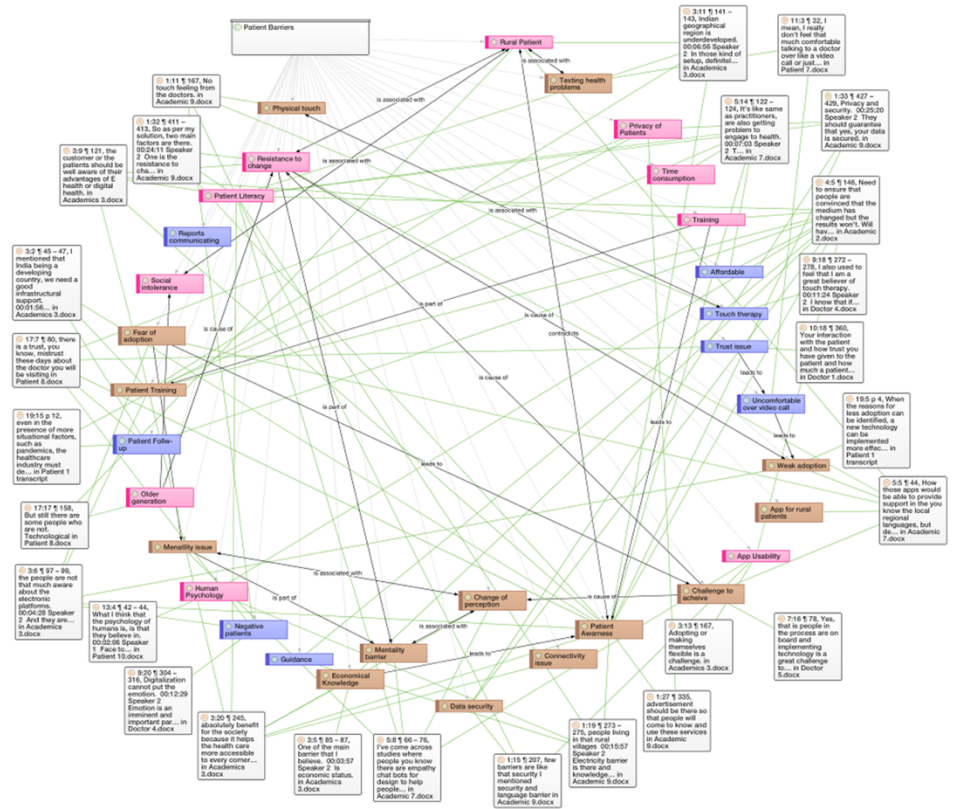 Patient Barriers
Rural Patient
3:11 ¶ 141 –
143, Indian
geographical
region is
underdeveloped.
00:06:56 Speaker
2 In those kind of
setup, definitel...
in Academics
3.docx
11:3 ¶ 32, I
mean, I really
don't feel that
much comfortable
talking to a doctor
over like a video
call or just... in
Patient 7.docx
is associated with
Texting health
problems
1:11 ¶ 167, No
touch feeling from
the doctors. in
Academic 9.docx
Physical touch
is associated with
1:32 ¶ 411 –
413, So as per my
solution, two main
factors are there.
00:24:11 Speaker
2 One is the
resistance to
cha... in
Academic 9.docx
Privacy of
Patients
5:14 ¶ 122 –
124, It's like same
as practitioners,
are also getting
problem to
engage to health.
00:07:03 Speaker
2 T... in
Academic 7.docx
1:33 ¶ 427 –
429, Privacy and
security. 00:25:20
Speaker 2 They
should guarantee
that yes, your data
is secured. in
Academic 9.docx
3:9 ¶ 121, the
customer or the
patients should be
well aware of their
advantages of E
health or digital
health. in
Academics 3.docx
Resistance to
change
is associated with
Time
consumption
Patient Literacy
is associated with
Training
4:5 ¶ 146, Need
to ensure that
patients are
convinced that the
medium has
changed but the
results won't. Will
hav... in Academic
2.docx
Reports
communicating
3:2 ¶ 45 – 47, I
mentioned that
India being a
developing
country, we need a
good
infrastructural
support.
00:01:56... in
Academics 3.docx
Social
intolerance
Affordable
9:18 ¶ 272 –
278, I also used to
feel that I am a
great believer of
touch therapy.
00:11:24 Speaker
2 I know that if...
in Doctor 4.docx
is part of
is cause of
Touch therapy
Fear of
adoption
is cause of
contradicts
Trust issue
17:7 ¶ 80, there
is a trust, you
know, mistrust
these days about
the doctor you will
be visiting in
Patient 8.docx
10:18 ¶ 360,
Your interaction
with the patient
and how trust you
have given to the
patient and how
much a patient...
in Doctor 1.docx
leads to
is cause of
Patient Training
Uncomfortable
over video call
is part of
leads to
leads to
19:15 p 12,
even in the
presence of more
situational factors,
such as
pandemics, the
healthcare
industry must
de... in Patient 1
transcript
Patient Follw-
up
19:5 p 4, When
the reasons for
less adoption can
be identified, a
new technology
can be
implemented
more effec... in
Patient 1
transcript
leads to
Weak adoption
Older
generation
17:17 ¶ 158,
But still there are
some people who
are not.
Technological in
Patient 8.docx
App for rural
patients
5:5 ¶ 44, How
those apps would
be able to provide
support in the you
know the local
regional
languages, but
de... in Academic
7.docx
Menatlity issue
App Usability
3:6 ¶ 97 – 99,
the people are not
that much aware
about the
electronic
platforms.
00:04:28 Speaker
2 And they are...
in Academics
3.docx
is associated with
Human
Psychology
is part of
Change of
perception
is cause of
Challenge to
acheive
13:4 ¶ 42 – 44,
What I think that
the psychology of
humans is, is that
they believe in.
00:02:06 Speaker
1 Face to... in
Patient 10.docx
Negative
patients
is associated with
Patient
Awarness
3:13 ¶ 167,
Adopting or
making
themselves
flexible is a
challenge. in
Academics 3.docx
7:16 ¶ 78, Yes,
that is people in
the process are on
board and
implementing
technology is a
great challenge
to... in Doctor
5.docx
Guidance
Mentality
barrier
leads to
Connectivity
issue
Economical
Knowledge
9:20 ¶ 304 –
316, Digitalization
cannot put the
emotion. 00:12:29
Speaker 2
Emotion is an
imminent and
important par... in
Doctor 4.docx
Data security
1:27 ¶ 335,
advertisement
should be there so
that people will
come to know and
use these services
in Academic
9.docx
3:20 ¶ 245,
absolutely benefit
for the society
because it helps
the health care
more accessible
to every corner...
in Academics
3.docx
3:5 ¶ 85 – 87,
One of the main
barrier that I
believe. 00:03:57
Speaker 2 Is
economic status.
in Academics
3.docx
5:8 ¶ 66 – 76,
I've come across
studies where
people you know
there are empathy
chat bots for
design to help
people... in
Academic 7.docx
1:15 ¶ 207, few
barriers are like
that security I
mentioned
security and
language barrier in
Academic 9.docx
1:19 ¶ 273 –
275, people living
in that rural
villages 00:15:57
Speaker 2
Electricity barrier
is there and
knowledge... in
Academic 9.docx